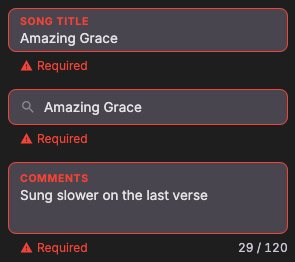 SONG TITLE
Amazing Grace
Required
Amazing Grace
Required
COMMENTS
Sung slower on the last verse
Required 29 / 120